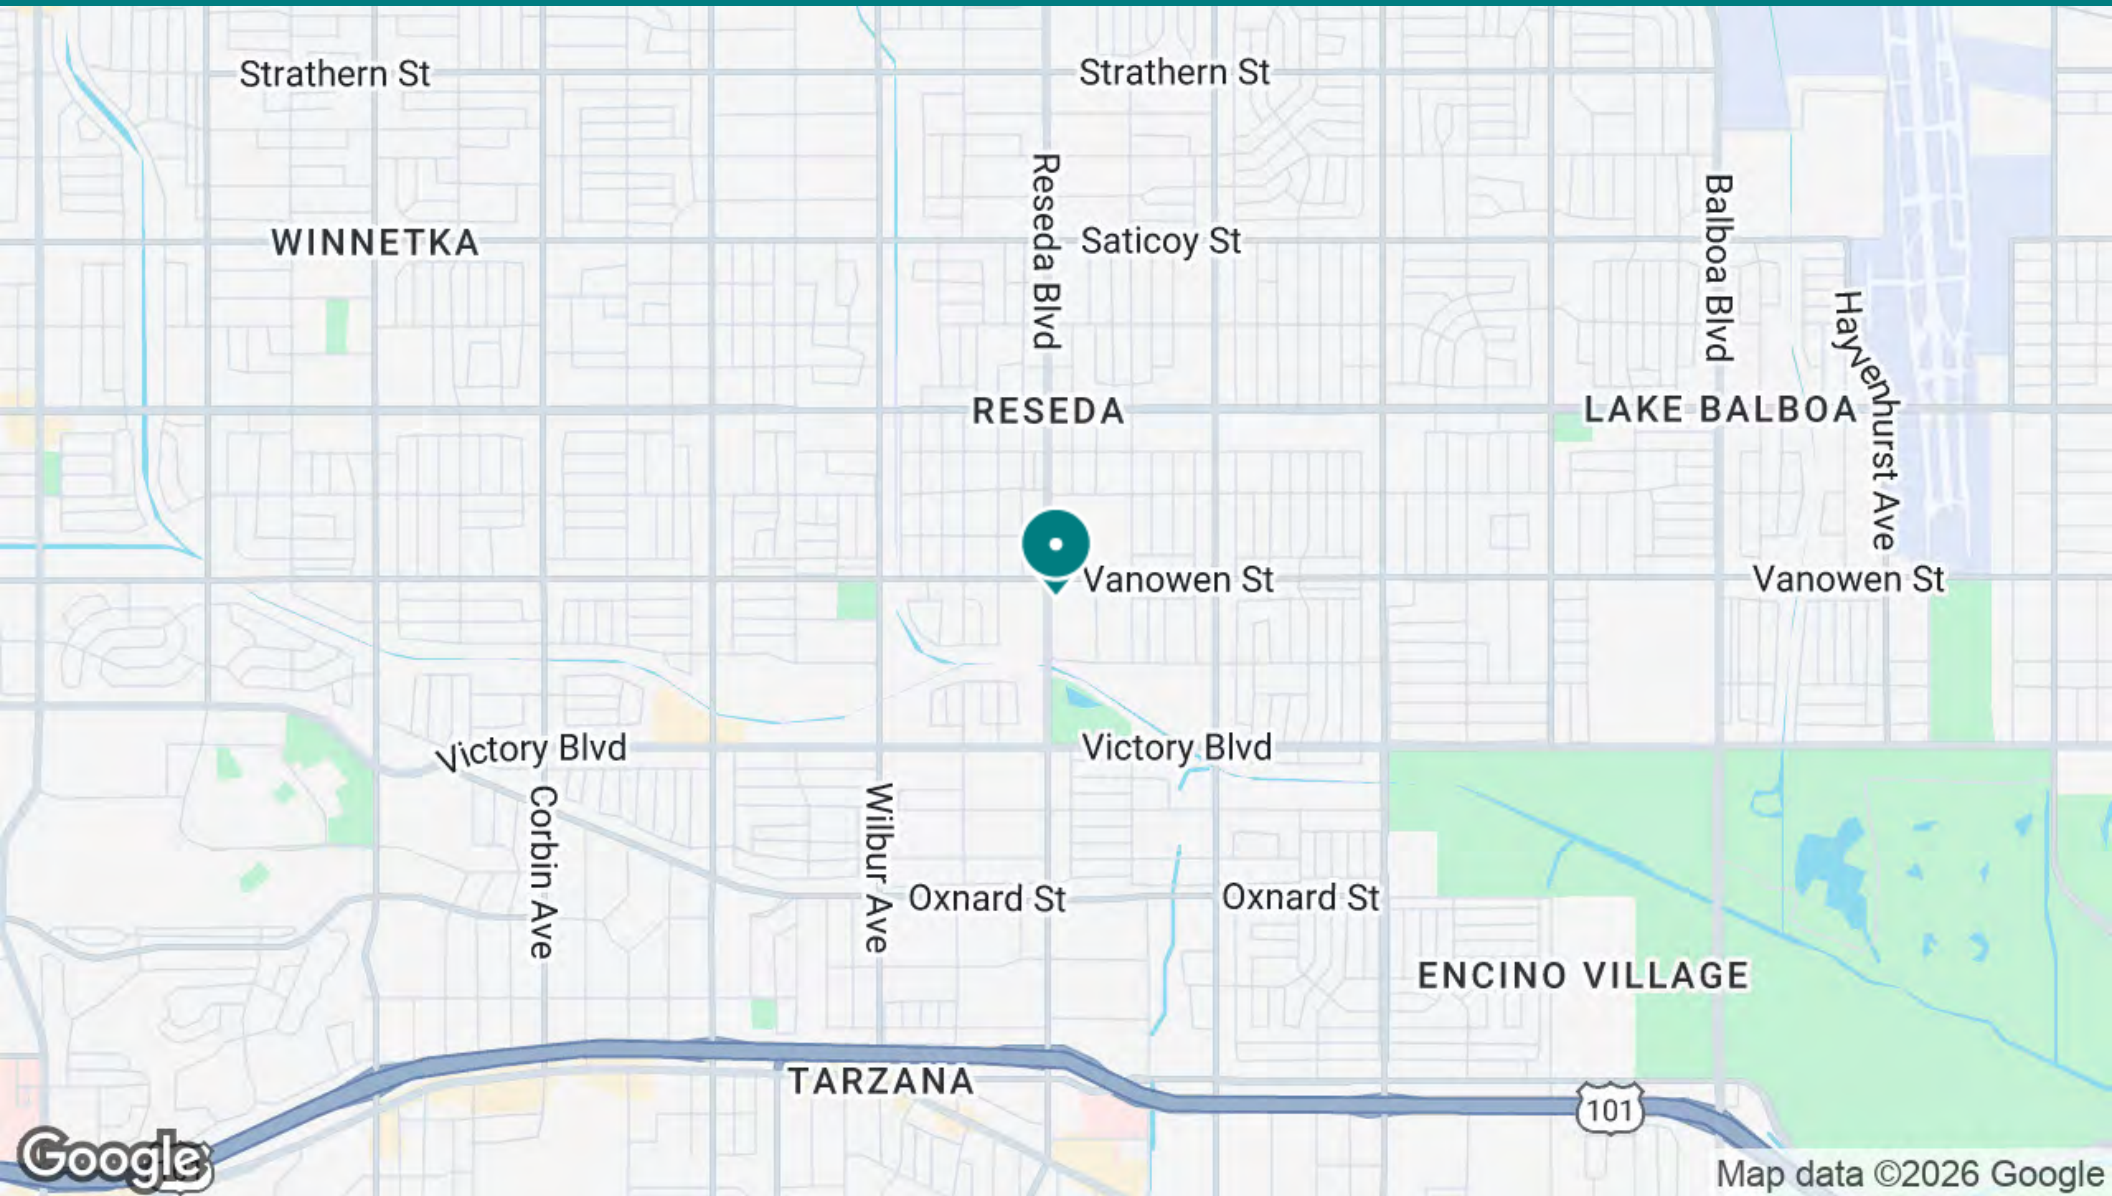 Strathern St
Strathern St
Reseda Blvd
Balboa Blvd
WINNETKA
Saticoy St
Hayvenhurst Ave
RESEDA
LAKE BALBOA
Vanowen St
Vanowen St
Victory Blvd
Victory Blvd
Corbin Ave
Wilbur Ave
Oxnard St
Oxnard St
ENCINO VILLAGE
TARZANA
101
Google
Map data ©2026 Google